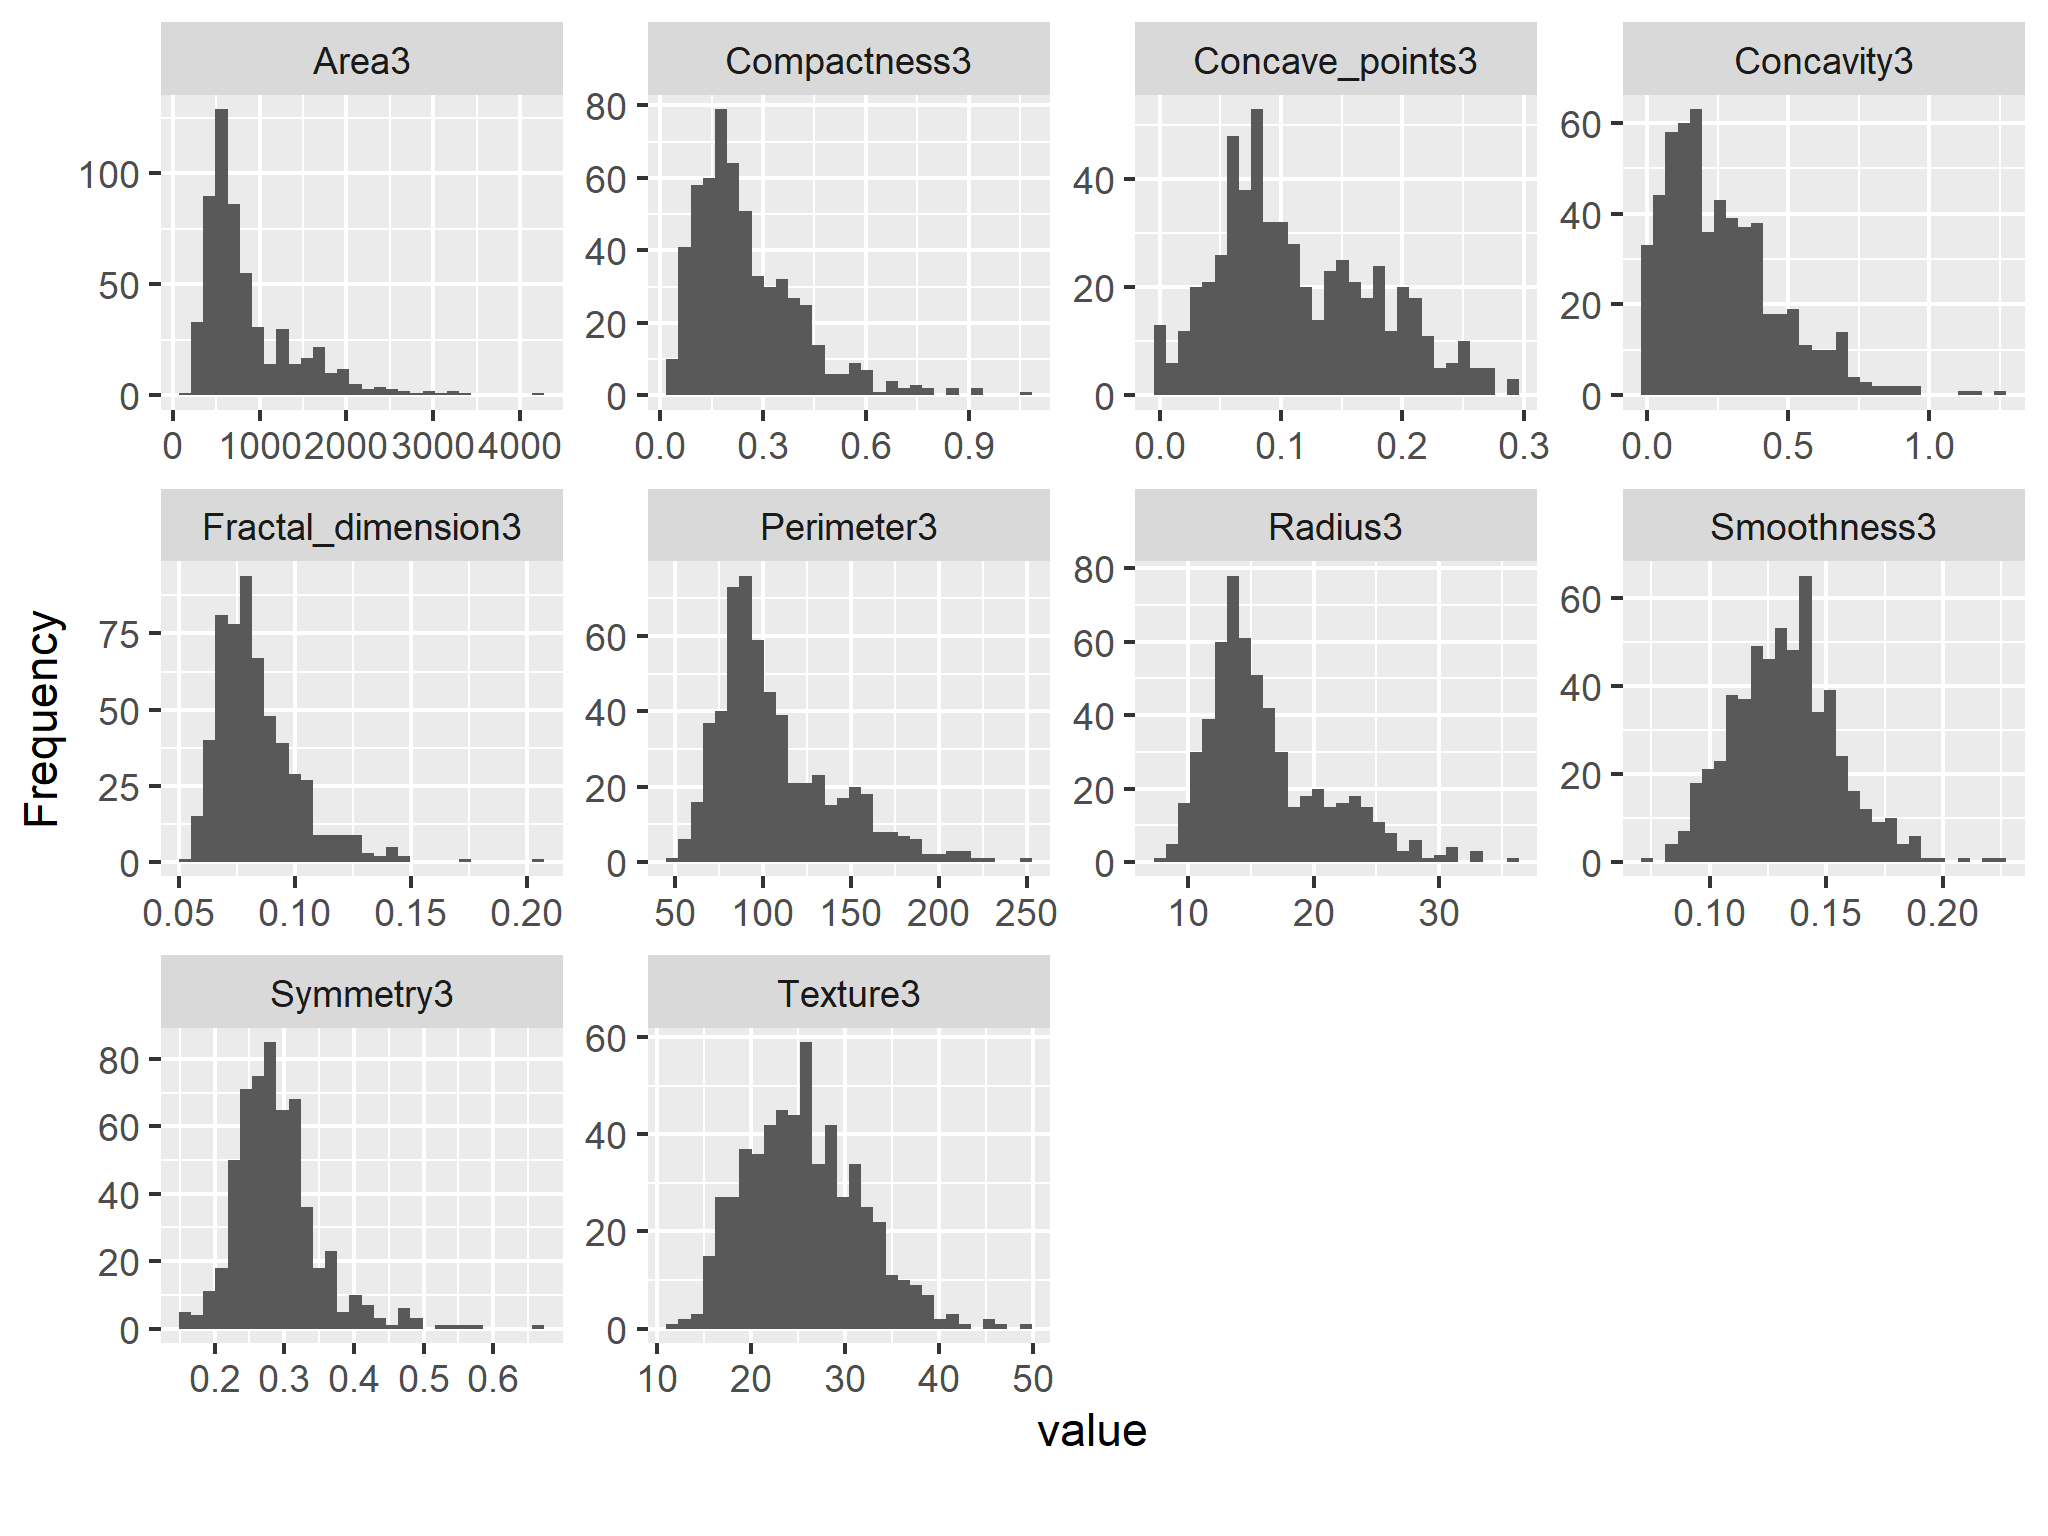 Area3 Compactness3 Concave_points3 Concavity3
100
50
0
0 1000 2000 3000 4000
80
60
40
20
0
0.0 0.3 0.6 0.9
40
20
0
0.0 0.1 0.2 0.3
60
40
20
0
0.0 0.5 1.0
Fractal_dimension3 Perimeter3 Radius3 Smoothness3
75
50
25
0
0.05 0.10 0.15 0.20
60
40
20
0
50 100 150 200 250
80
60
40
20
0
10 20 30
60
40
20
0
0.10 0.15 0.20
Symmetry3 Texture3
80
60
40
20
0
0.2 0.3 0.4 0.5 0.6
60
40
20
0
10 20 30 40 50
Frequency
value